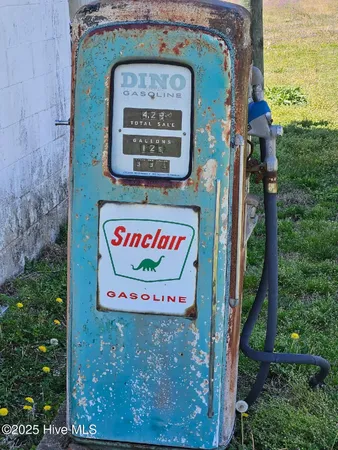 DINO
GASOLINE
TOTAL SALE
GALLONS
Sinclair
GASOLINE
©2025 Hive MLS